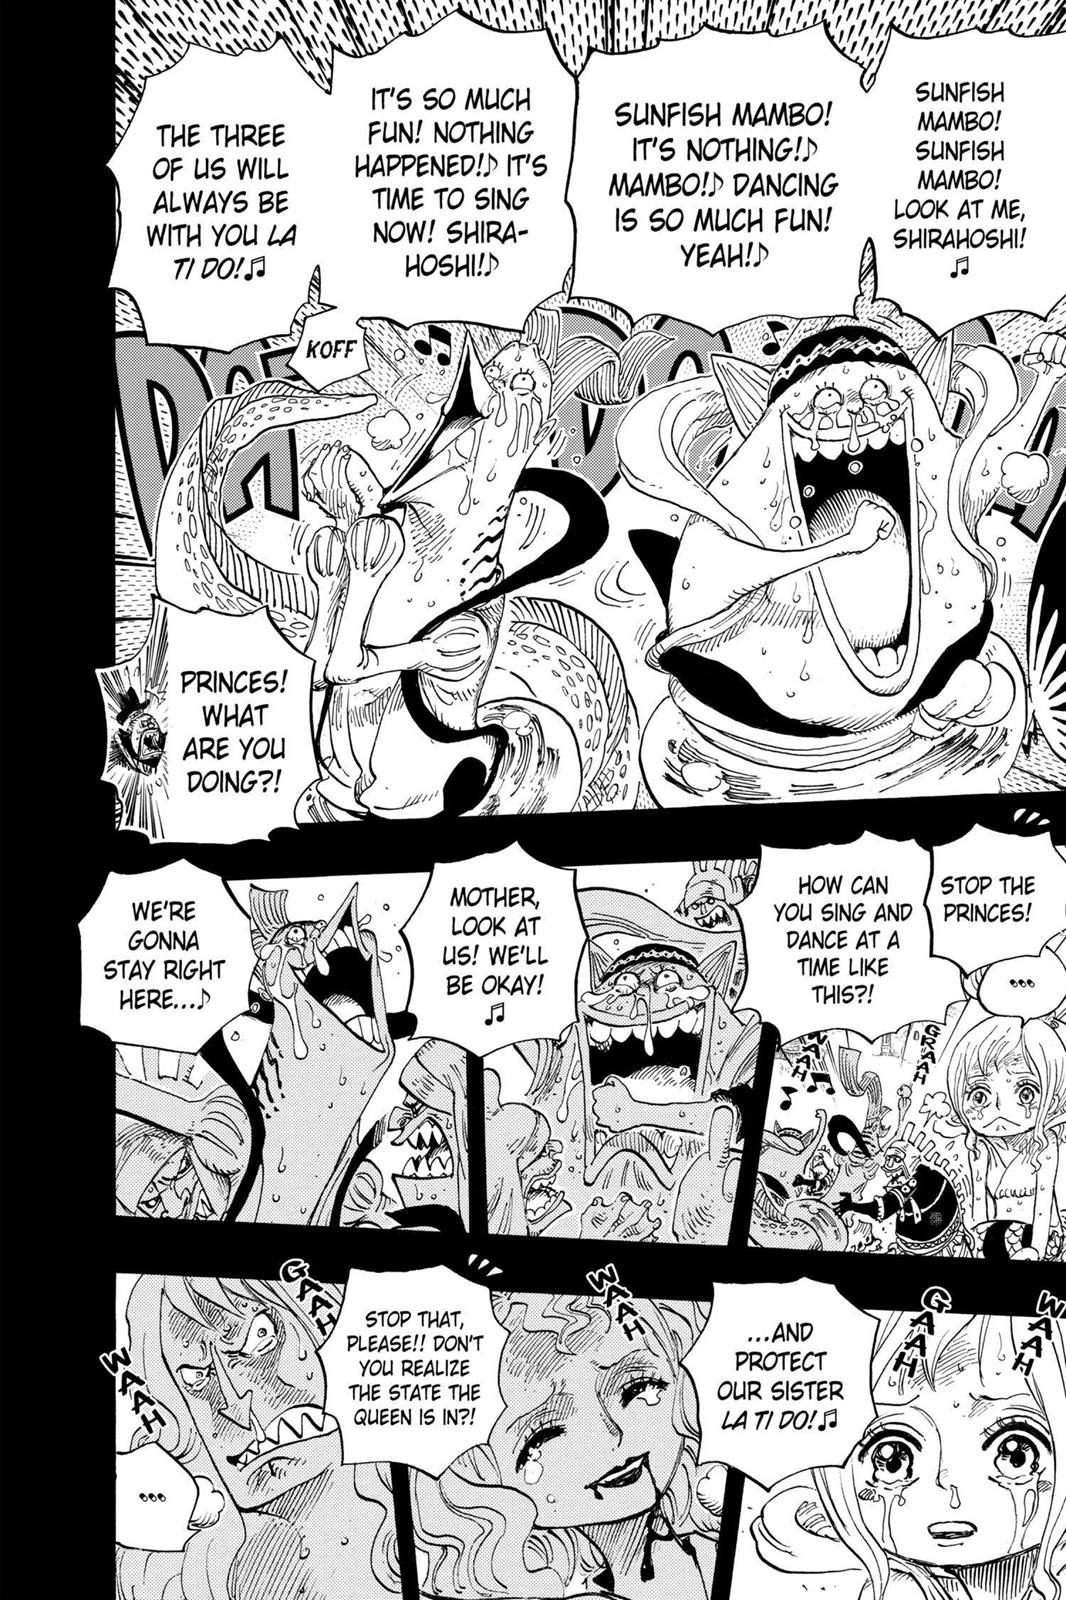 SUNFISH
MAMBO!
SUNFISH
MAMBO!
LOOK AT ME,
SHIRAHOSHI!
♫
SUNFISH MAMBO!
IT'S NOTHING!♪
MAMBO!♪ DANCING
IS SO MUCH FUN!
YEAH!♪
IT'S SO MUCH
FUN! NOTHING
HAPPENED!♪ IT'S
TIME TO SING
NOW! SHIRA-
HOSHI!♪
THE THREE
OF US WILL
ALWAYS BE
WITH YOU LA
TI DO!♫
KOFF
PRINCES!
WHAT
ARE YOU
DOING?!
STOP THE
PRINCES!
...
HOW CAN
YOU SING AND
DANCE AT A
TIME LIKE
THIS?!
GRAAH
WAAH
MOTHER,
LOOK AT
US! WE'LL
BE OKAY!
♫
WE'RE
GONNA
STAY RIGHT
HERE...♪
WAAH
GAAH
...AND
PROTECT
OUR SISTER
LA TI DO!♫
WAAH
STOP THAT,
PLEASE!! DON'T
YOU REALIZE
THE STATE THE
QUEEN IS IN?!
GAAH
WAAH
...